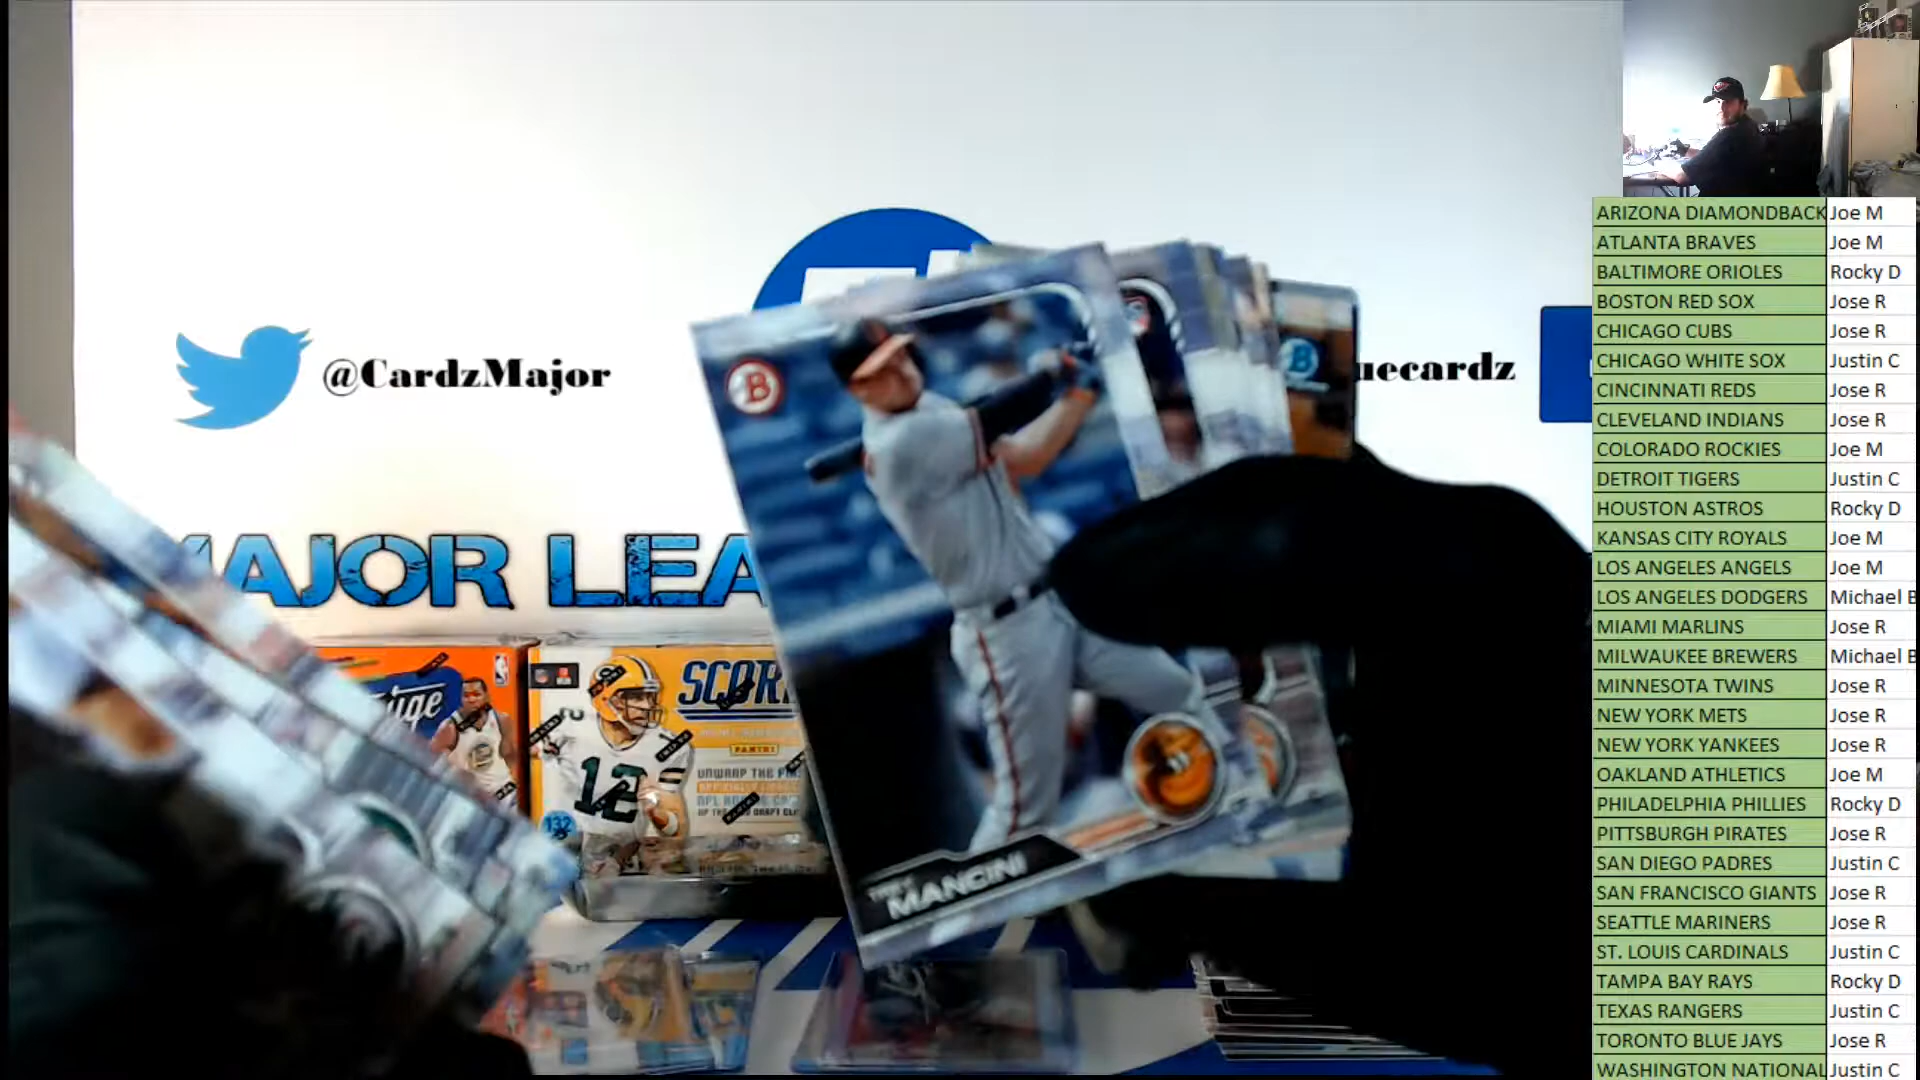 @CardzMajor
uecardz
MAJOR LEA
B
B
SCOR
PANINI
UNWRAP THE
12
132
MANCINI
ARIZONA DIAMONDBACK Joe M
ATLANTA BRAVES Joe M
BALTIMORE ORIOLES Rocky D
BOSTON RED SOX Jose R
CHICAGO CUBS Jose R
CHICAGO WHITE SOX Justin C
CINCINNATI REDS Jose R
CLEVELAND INDIANS Jose R
COLORADO ROCKIES Joe M
DETROIT TIGERS Justin C
HOUSTON ASTROS Rocky D
KANSAS CITY ROYALS Joe M
LOS ANGELES ANGELS Joe M
LOS ANGELES DODGERS Michael B
MIAMI MARLINS Jose R
MILWAUKEE BREWERS Michael B
MINNESOTA TWINS Jose R
NEW YORK METS Jose R
NEW YORK YANKEES Jose R
OAKLAND ATHLETICS Joe M
PHILADELPHIA PHILLIES Rocky D
PITTSBURGH PIRATES Jose R
SAN DIEGO PADRES Justin C
SAN FRANCISCO GIANTS Jose R
SEATTLE MARINERS Jose R
ST. LOUIS CARDINALS Justin C
TAMPA BAY RAYS Rocky D
TEXAS RANGERS Justin C
TORONTO BLUE JAYS Jose R
WASHINGTON NATIONAL Justin C